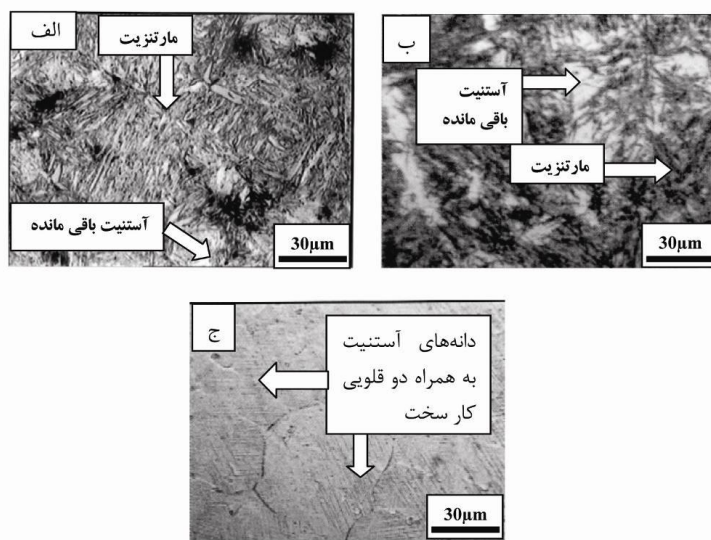 الف
مارتنزیت
آستنیت باقی مانده
30µm
ب
آستنیت
باقی مانده
مارتنزیت
30µm
ج
دانه‌های آستنیت
به همراه دو قلویی
کار سخت
30µm